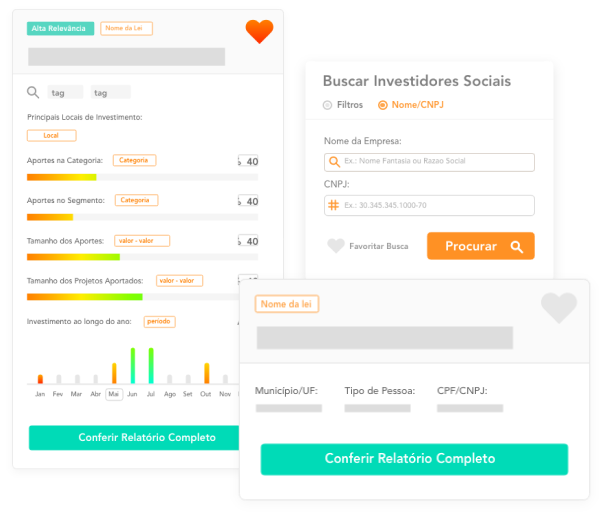 Alta Relevância
Nome da Lei
tag
tag
Principais Locais de Investimento:
Local
Aportes na Categoria:
Categoria
40
Aportes no Segmento:
Categoria
40
Tamanho dos Aportes:
valor - valor
40
Tamanho dos Projetos Aportados:
valor - valor
Investimento ao longo do ano:
período
Jan Fev Mar Abr Mai Jun Jul Ago Set Out Nov
Conferir Relatório Completo
Buscar Investidores Sociais
Filtros
Nome/CNPJ
Nome da Empresa:
Ex.: Nome Fantasia ou Razao Social
CNPJ:
#
Ex.: 30.345.345.1000-70
Favoritar Busca
Procurar
Nome da lei
Município/UF:
Tipo de Pessoa:
CPF/CNPJ:
Conferir Relatório Completo